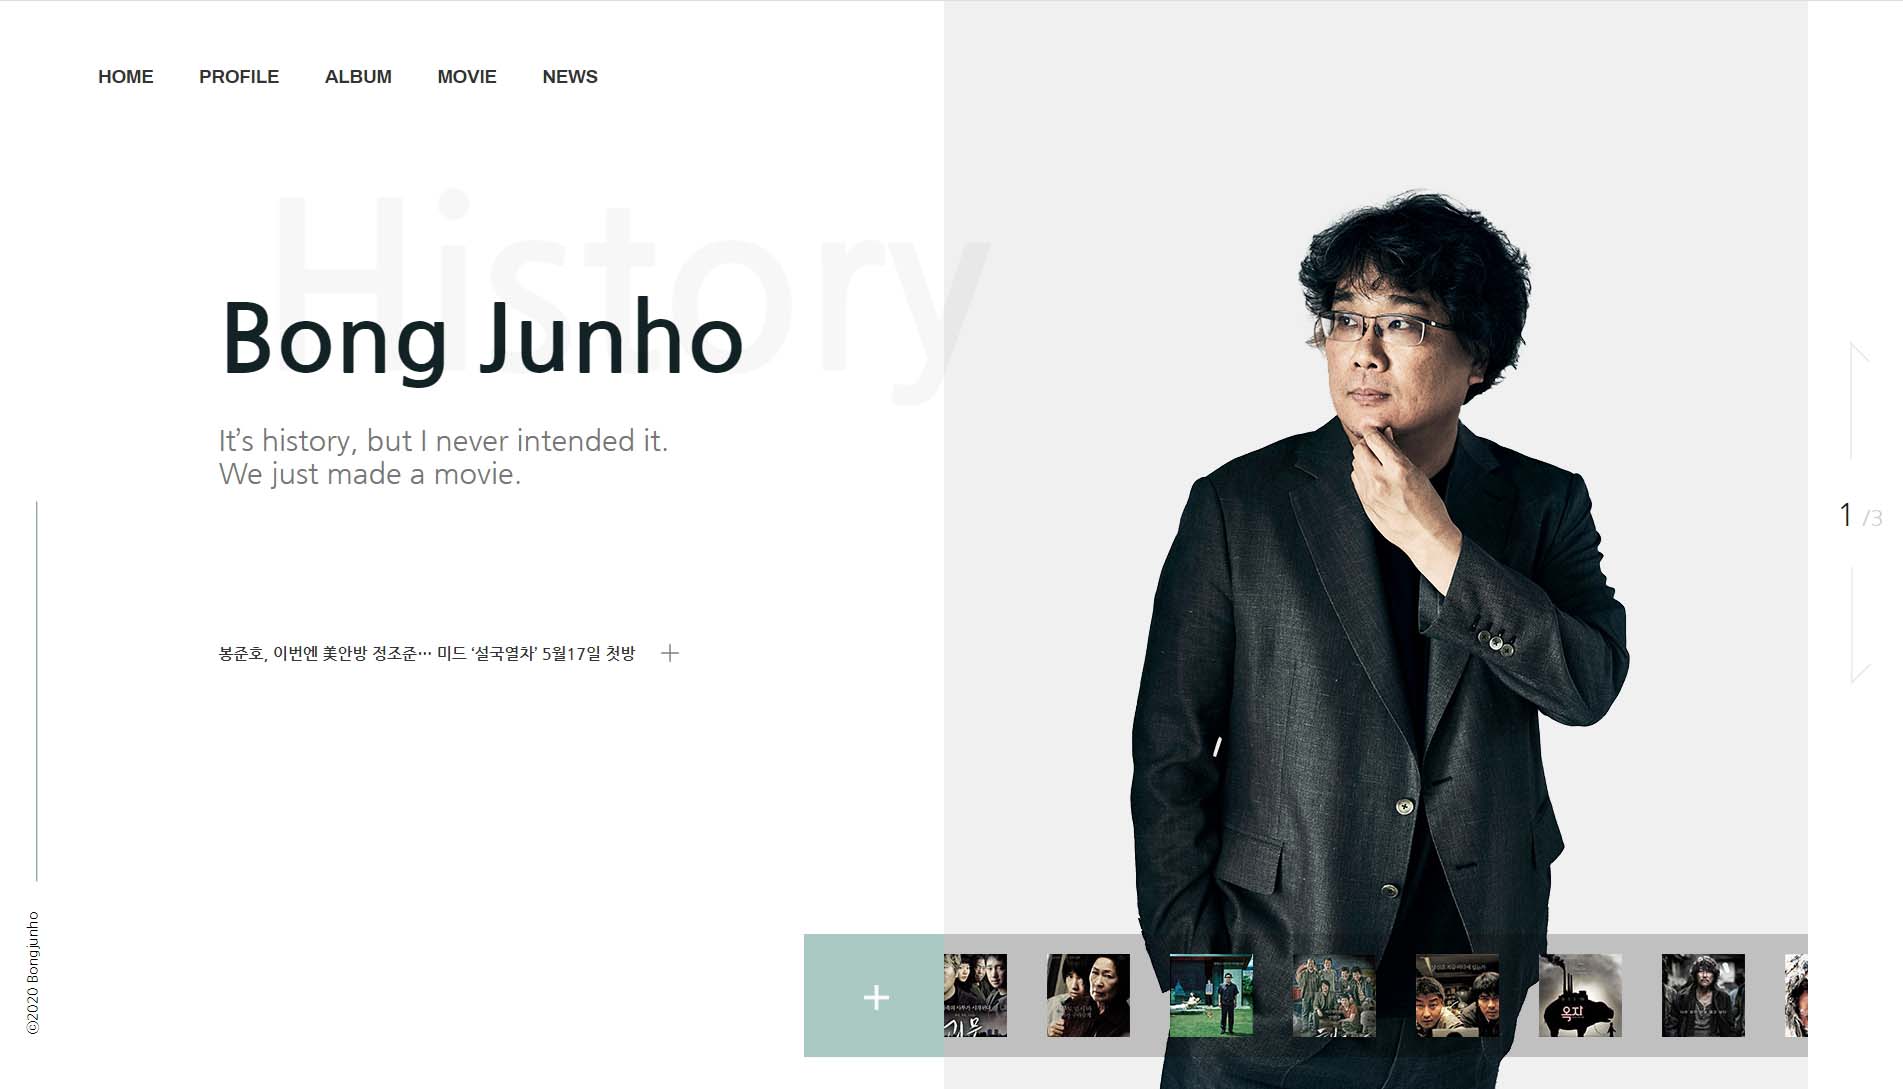 HOME PROFILE ALBUM MOVIE NEWS
History
Bong Junho
It’s history, but I never intended it.
We just made a movie.
봉준호, 이번엔 美안방 정조준… 미드 ‘설국열차’ 5월17일 첫방 +
1 /3
©2020 Bongjunho
+
괴물
옥자